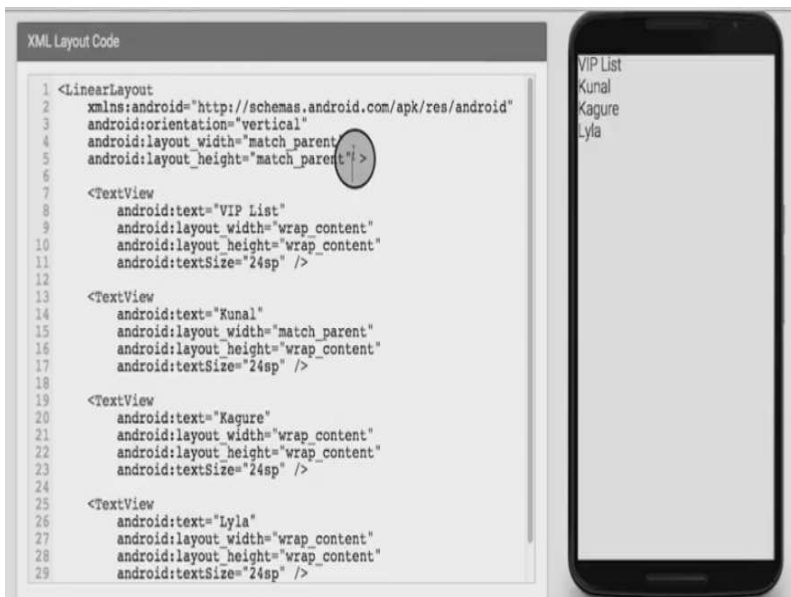 XML Layout Code
1 <LinearLayout
2 xmlns:android="http://schemas.android.com/apk/res/android"
3 android:orientation="vertical"
4 android:layout_width="match_parent
5 android:layout_height="match_parent" >
6
7 <TextView
8 android:text="VIP List"
9 android:layout_width="wrap_content"
10 android:layout_height="wrap_content"
11 android:textSize="24sp" />
12
13 <TextView
14 android:text="Kunal"
15 android:layout_width="match_parent"
16 android:layout_height="wrap_content"
17 android:textSize="24sp" />
18
19 <TextView
20 android:text="Kagure"
21 android:layout_width="wrap_content"
22 android:layout_height="wrap_content"
23 android:textSize="24sp" />
24
25 <TextView
26 android:text="Lyla"
27 android:layout_width="wrap_content"
28 android:layout_height="wrap_content"
29 android:textSize="24sp" />
VIP List
Kunal
Kagure
Lyla